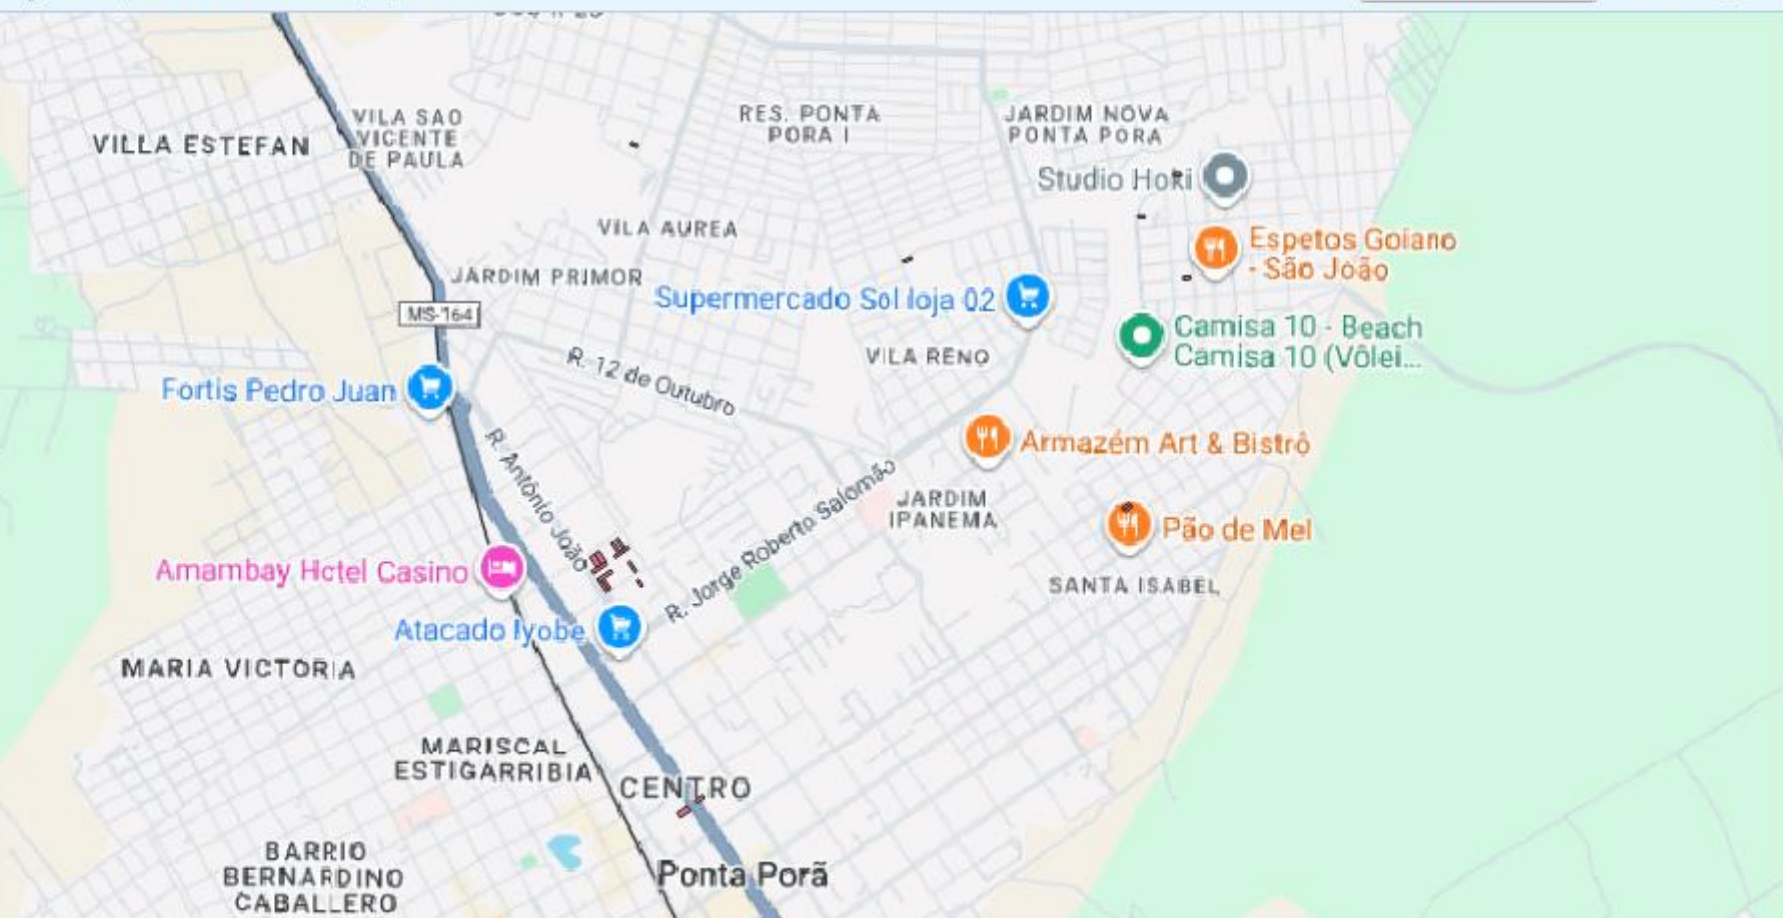 VILLA ESTEFAN
VILA SAO
VICENTE
DE PAULA
RES. PONTA
PORA I
JARDIM NOVA
PONTA PORA
Studio Hoki
VILA AUREA
Espetos Goiano
- São João
JARDIM PRIMOR
Supermercado Sol loja 02
MS-164
Camisa 10 - Beach
Camisa 10 (Vôlei...
VILA RENO
R. 12 de Outubro
Fortis Pedro Juan
Armazém Art & Bistrô
R. Antônio João
R. Jorge Roberto Salomão
JARDIM
IPANEMA
Pão de Mel
Amambay Hotel Casino
SANTA ISABEL
Atacado Iyobe
MARIA VICTORIA
MARISCAL
ESTIGARRIBIA
CENTRO
BARRIO
BERNARDINO
CABALLERO
Ponta Porã